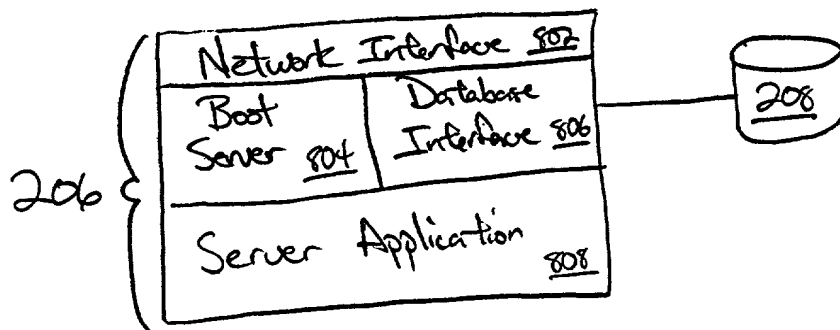 Network Interface 802
Boot
Server 804
Database
Interface 806
208
206
Server Application
808